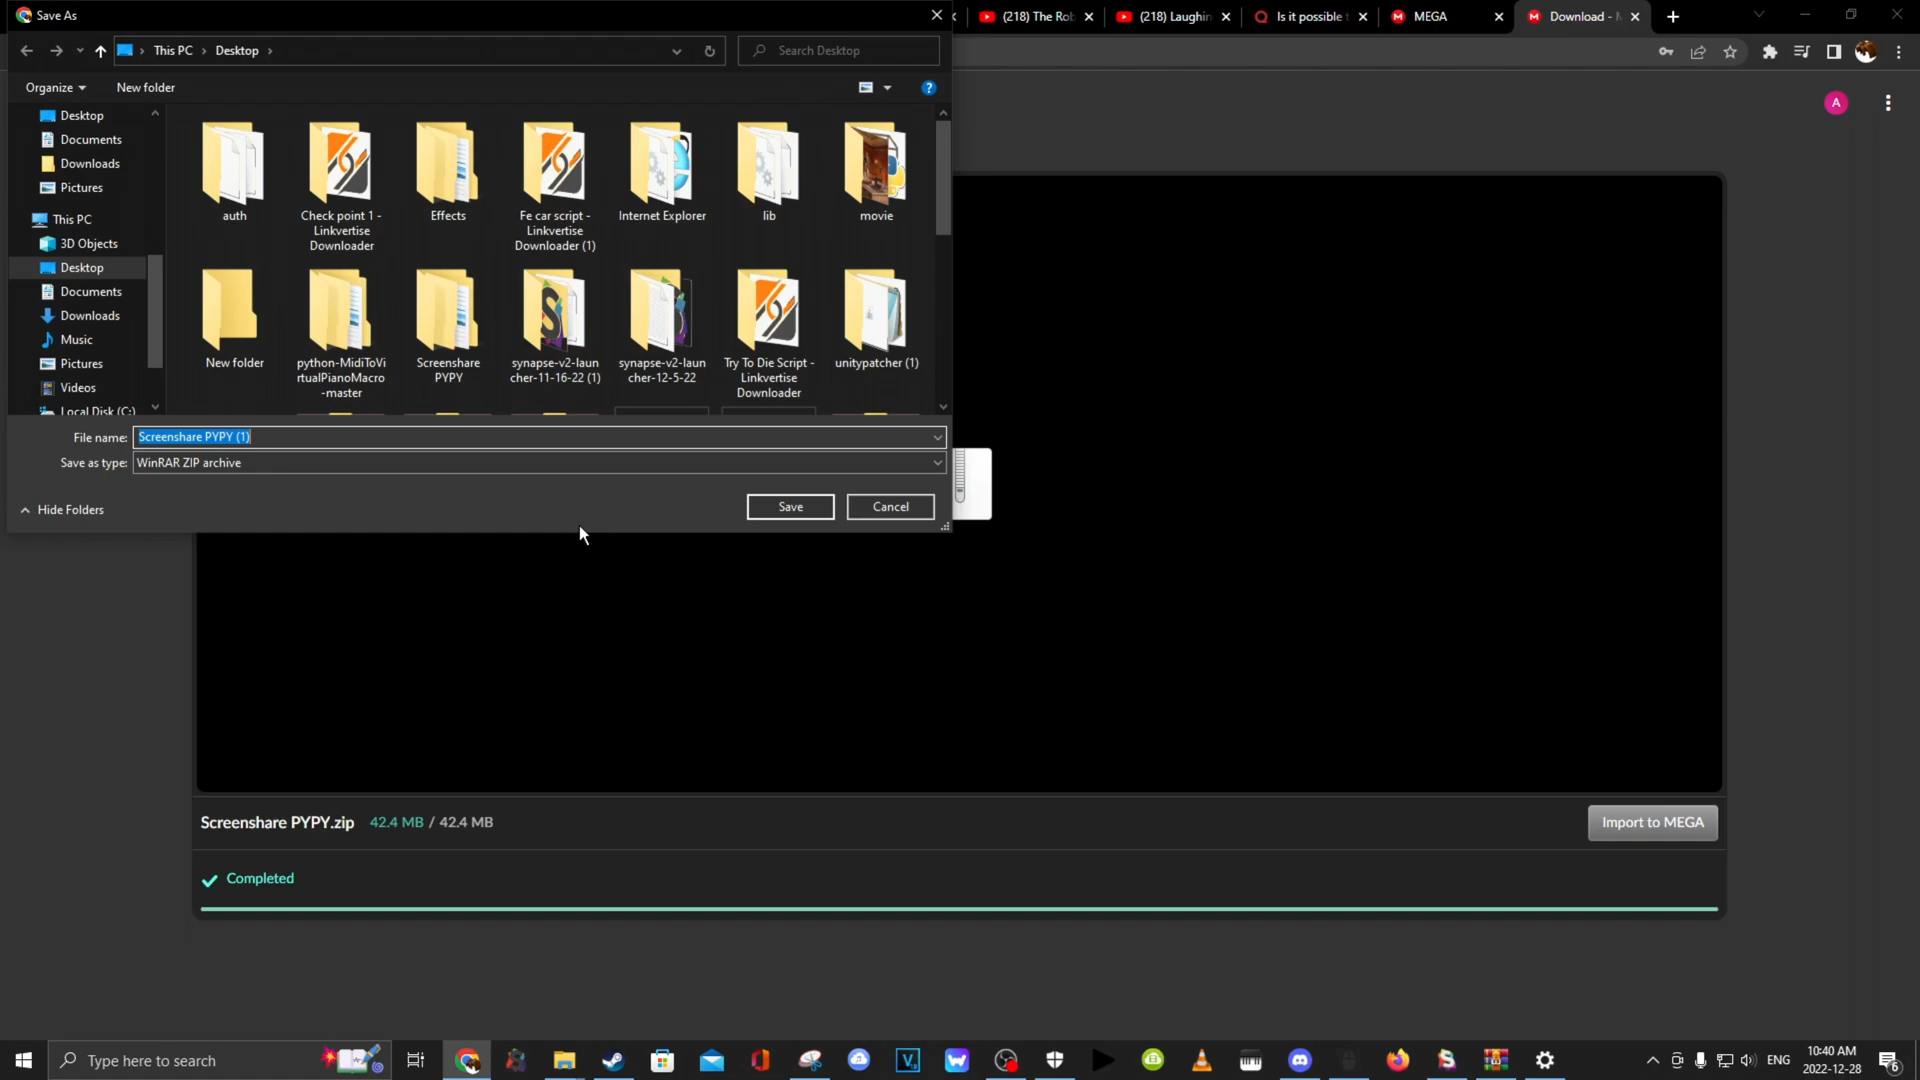 Save As
(218) The Rob
(218) Laughin
Is it possible t
MEGA
Download - M
This PC
Desktop
Search Desktop
Organize
New folder
A
Desktop
Documents
Downloads
Pictures
This PC
3D Objects
Desktop
Documents
Downloads
Music
Pictures
Videos
Local Disk (C:)
auth
Check point 1 -
Linkvertise
Downloader
Effects
Fe car script -
Linkvertise
Downloader (1)
Internet Explorer
lib
movie
New folder
python-MidiToVi
rtualPianoMacro
-master
Screenshare
PYPY
synapse-v2-laun
cher-11-16-22 (1)
synapse-v2-laun
cher-12-5-22
Try To Die Script -
Linkvertise
Downloader
unitypatcher (1)
File name: Screenshare PYPY (1)
Save as type: WinRAR ZIP archive
Hide Folders
Save
Cancel
Screenshare PYPY.zip 42.4 MB / 42.4 MB
Import to MEGA
Completed
Type here to search
ENG
10:40 AM
2022-12-28
6